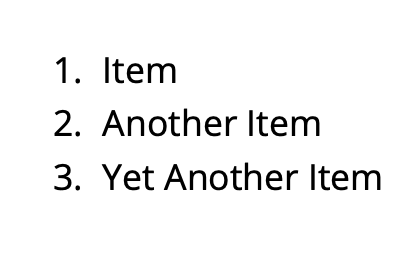 1. Item
2. Another Item
3. Yet Another Item